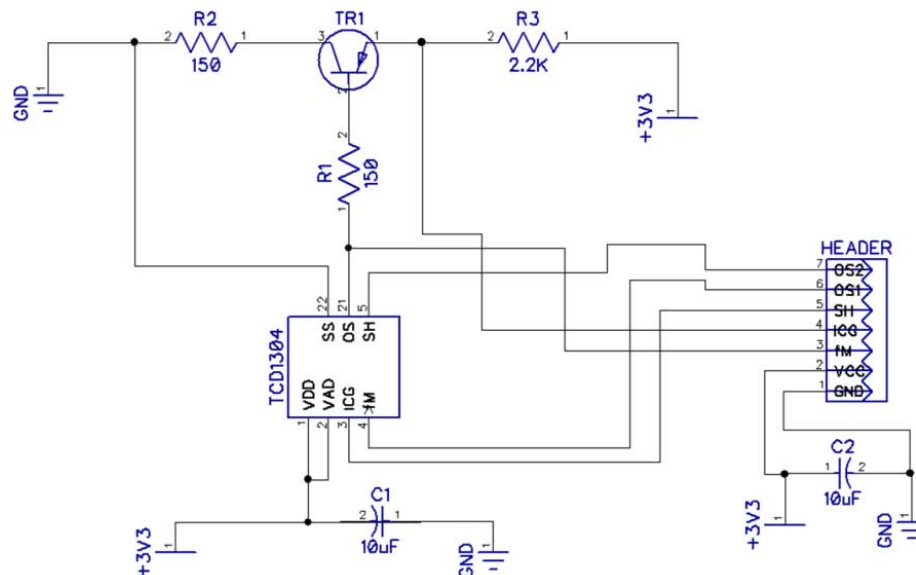 R2
2
1
150
TR1
3
1
2
R3
2
1
2.2K
GND
1
+3V3
1
2
R1
150
1
HEADER
7 OS2
6 OS1
5 SH
4 ICG
3 fM
2 VCC
1 GND
22 21 5
SS OS SH
TCD1304
VDD VAD ICG fM
1 2 3 4
C2
1 2
10uF
C1
2 1
10uF
+3V3
1
GND
1
+3V3
1
GND
1